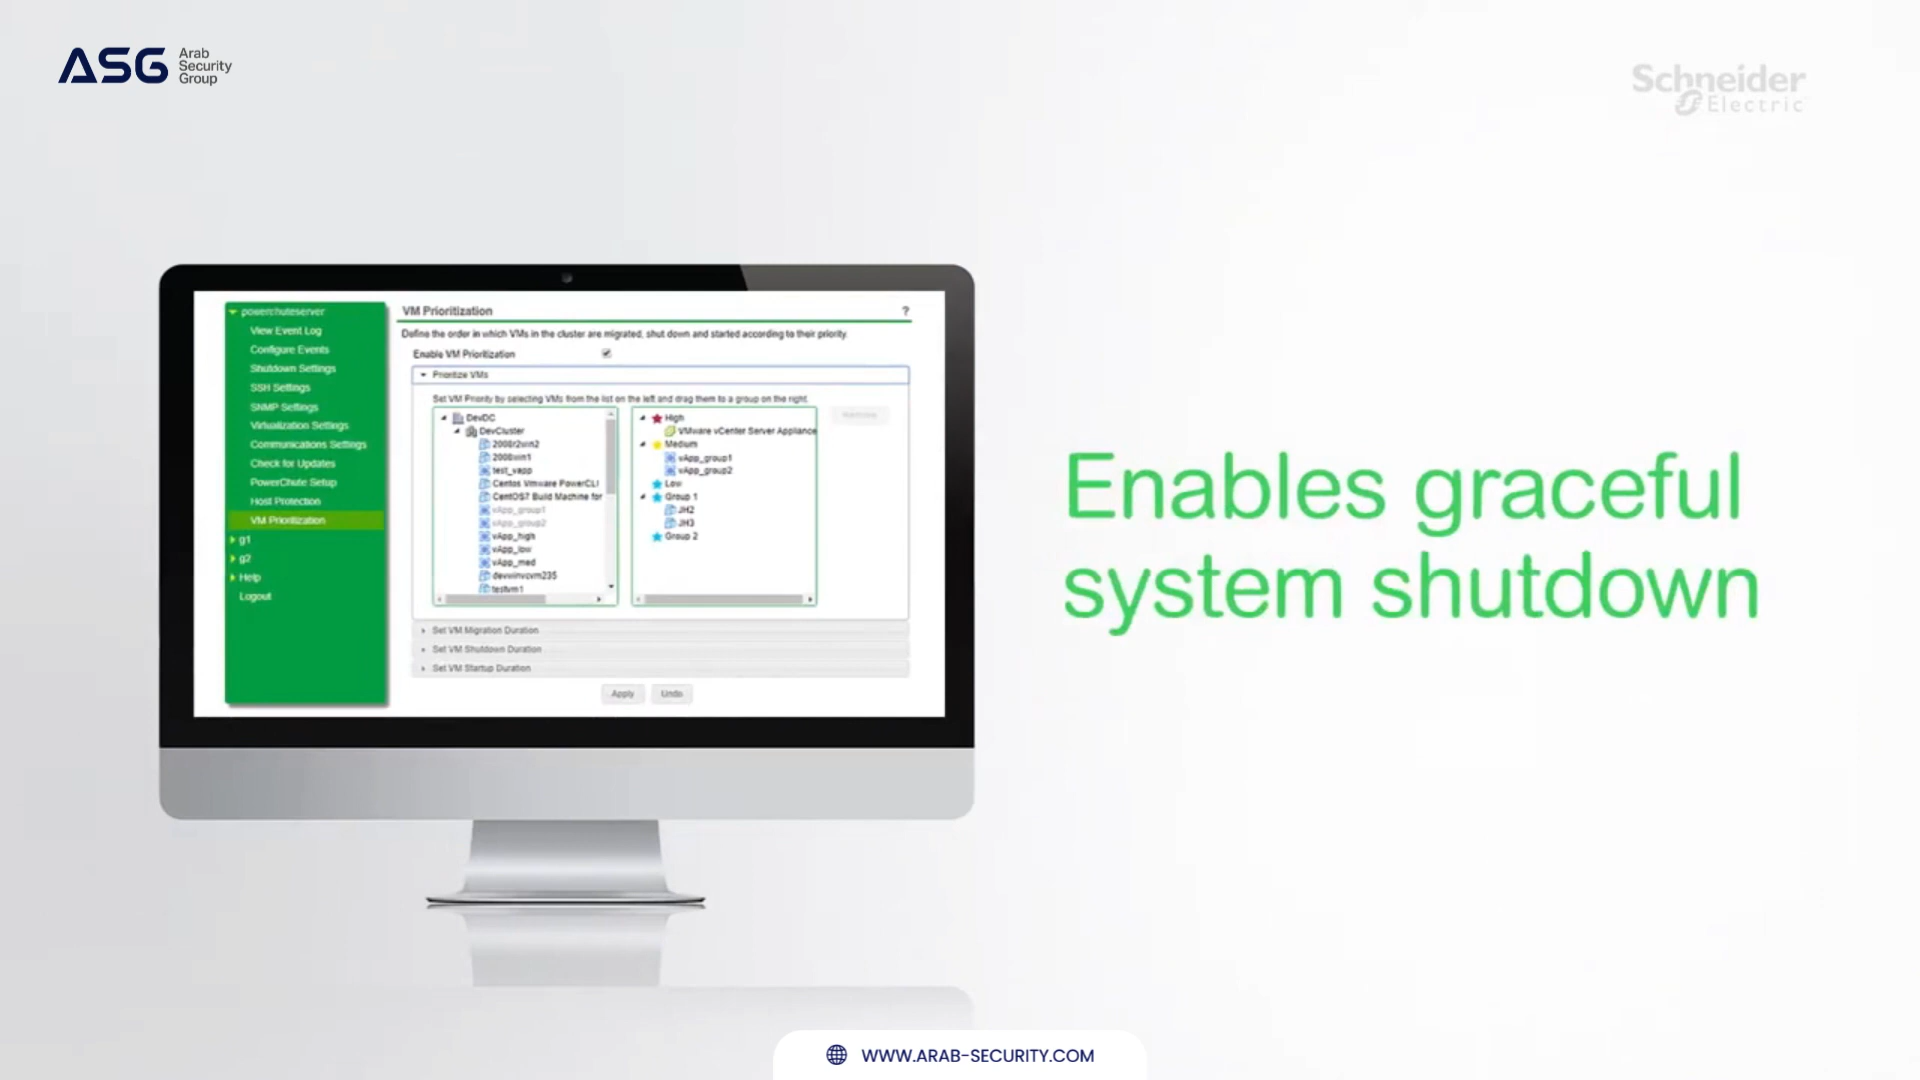 ASG Arab
Security
Group
Schneider
Electric
powerchuteserver
View Event Log
Configure Events
Shutdown Settings
SSH Settings
SNMP Settings
Virtualization Settings
Communications Settings
Check for Updates
PowerChute Setup
Host Protection
VM Prioritization
g1
g2
Help
Logout
VM Prioritization ?
Define the order in which VMs in the cluster are migrated, shut down and started according to their priority.
Enable VM Prioritization
Prioritize VMs
Set VM Priority by selecting VMs from the list on the left and drag them to a group on the right.
DevDC
DevCluster
2008r2win2
2008win1
test_vapp
Centos Vmware PowerCLI
CentOS7 Build Machine for
vApp_group1
vApp_group2
vApp_high
vApp_low
vApp_med
devwinvcvm235
testvm1
High
VMware vCenter Server Appliance
Medium
vApp_group1
vApp_group2
Low
Group 1
JH2
JH3
Group 2
Set VM Migration Duration
Set VM Shutdown Duration
Set VM Startup Duration
Apply Undo
Enables graceful
system shutdown
WWW.ARAB-SECURITY.COM